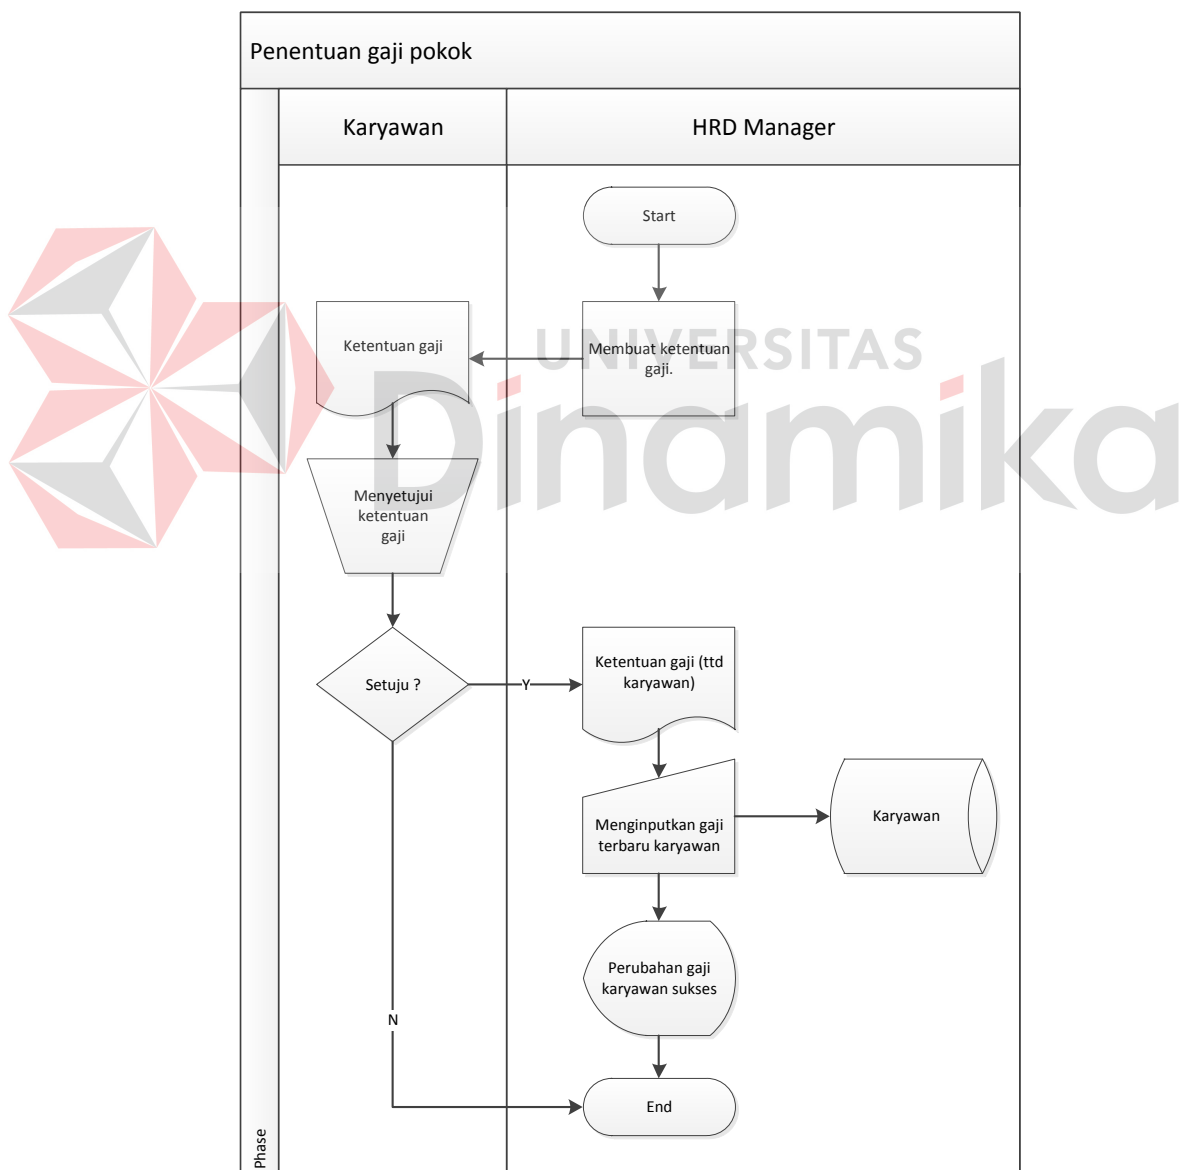 Penentuan gaji pokok
Karyawan
HRD Manager
Start
Ketentuan gaji
Membuat ketentuan
gaji.
UNIVERSITAS
Dinamika
Menyetujui
ketentuan
gaji
Setuju ?
Y
Ketentuan gaji (ttd
karyawan)
Menginputkan gaji
terbaru karyawan
Karyawan
Perubahan gaji
karyawan sukses
N
End
Phase